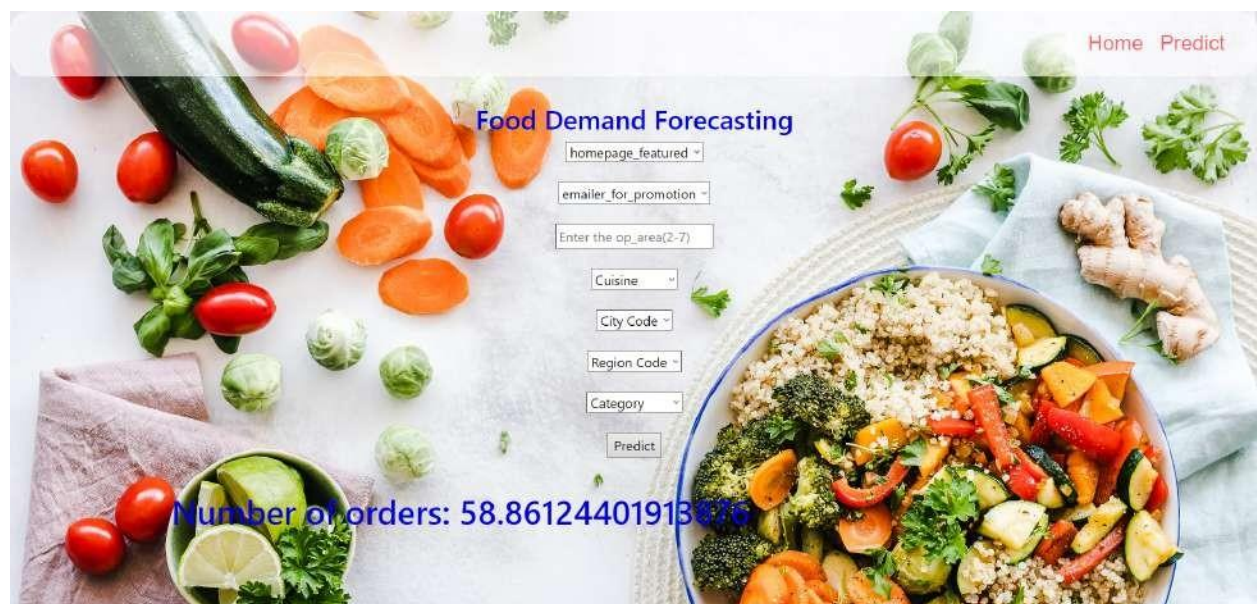 Home Predict
Food Demand Forecasting
homepage_featured
emailer_for_promotion
Enter the op_area(2-7)
Cuisine
City Code
Region Code
Category
Predict
Number of orders: 58.86124401913876